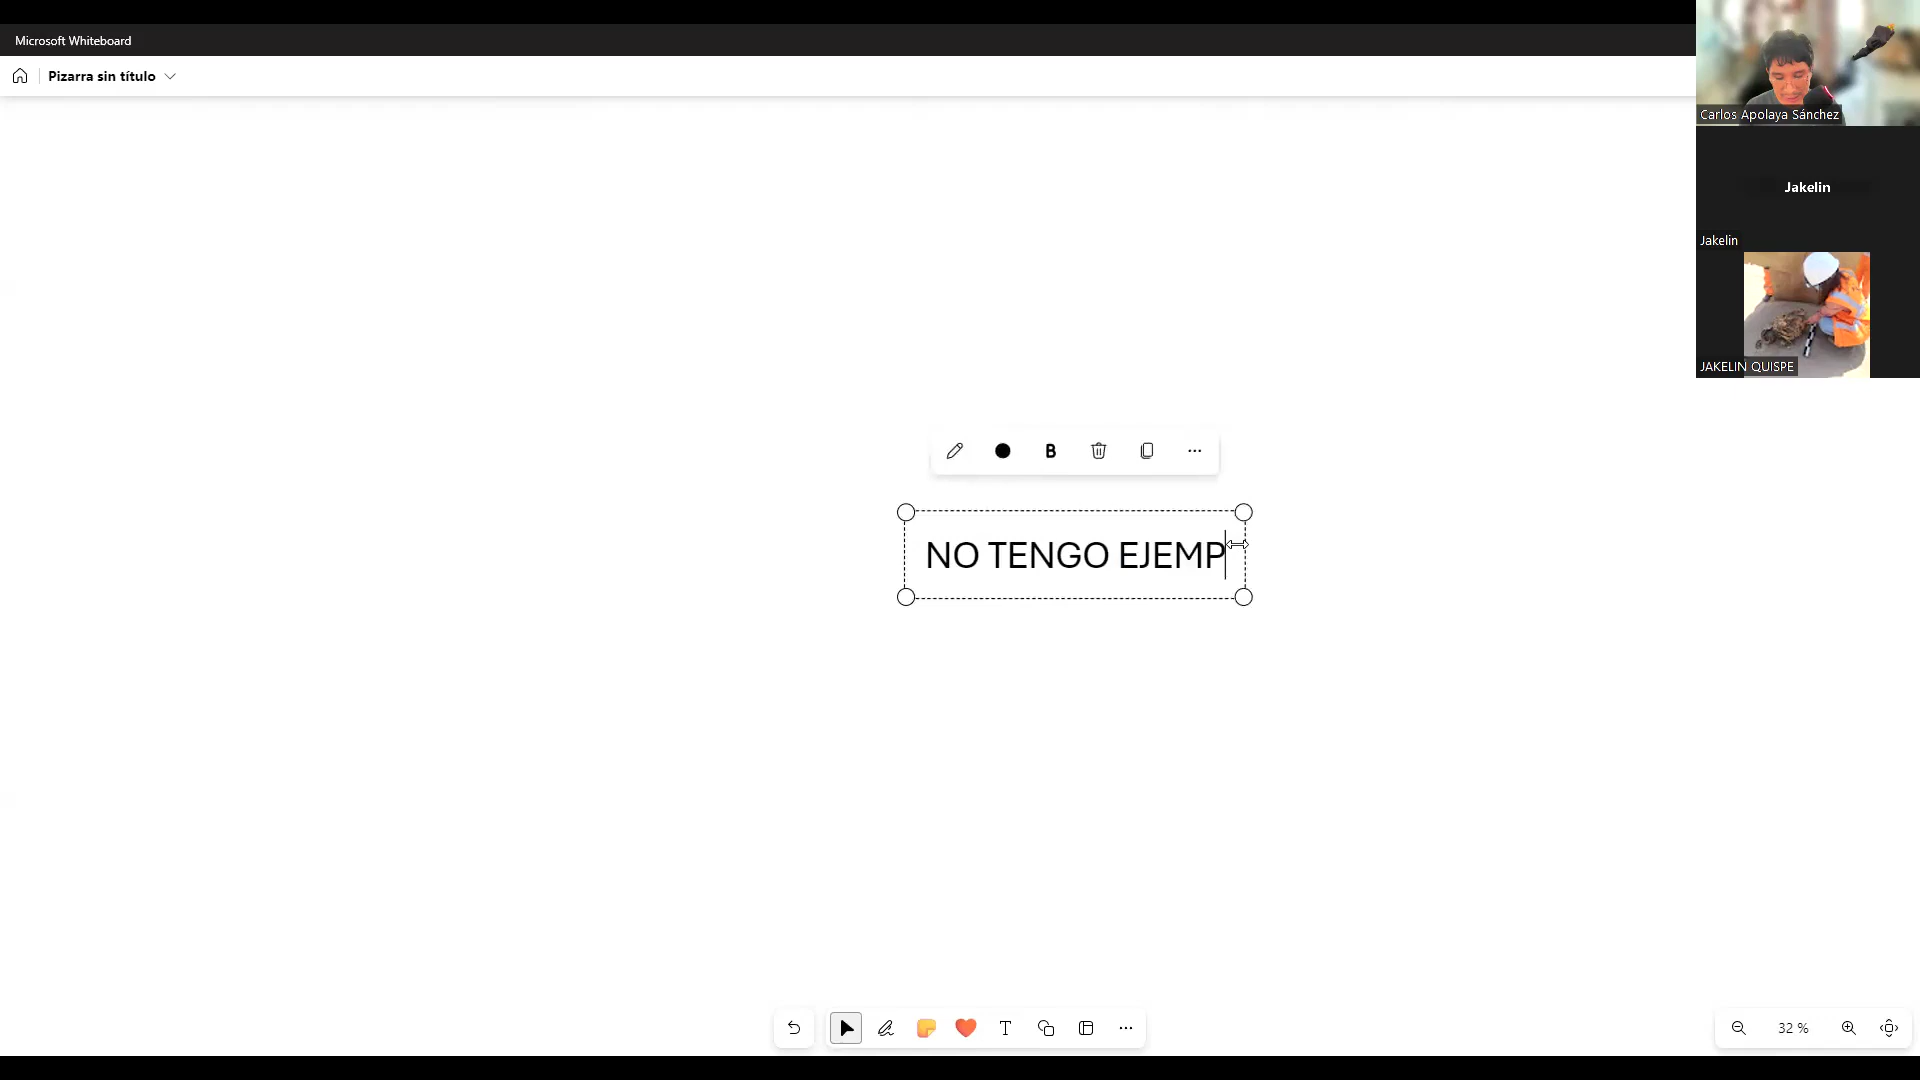 Microsoft Whiteboard
Pizarra sin título
Carlos Apolaya Sánchez
Jakelin
Jakelin
JAKELIN QUISPE
B
NO TENGO EJEMP
T
32 %